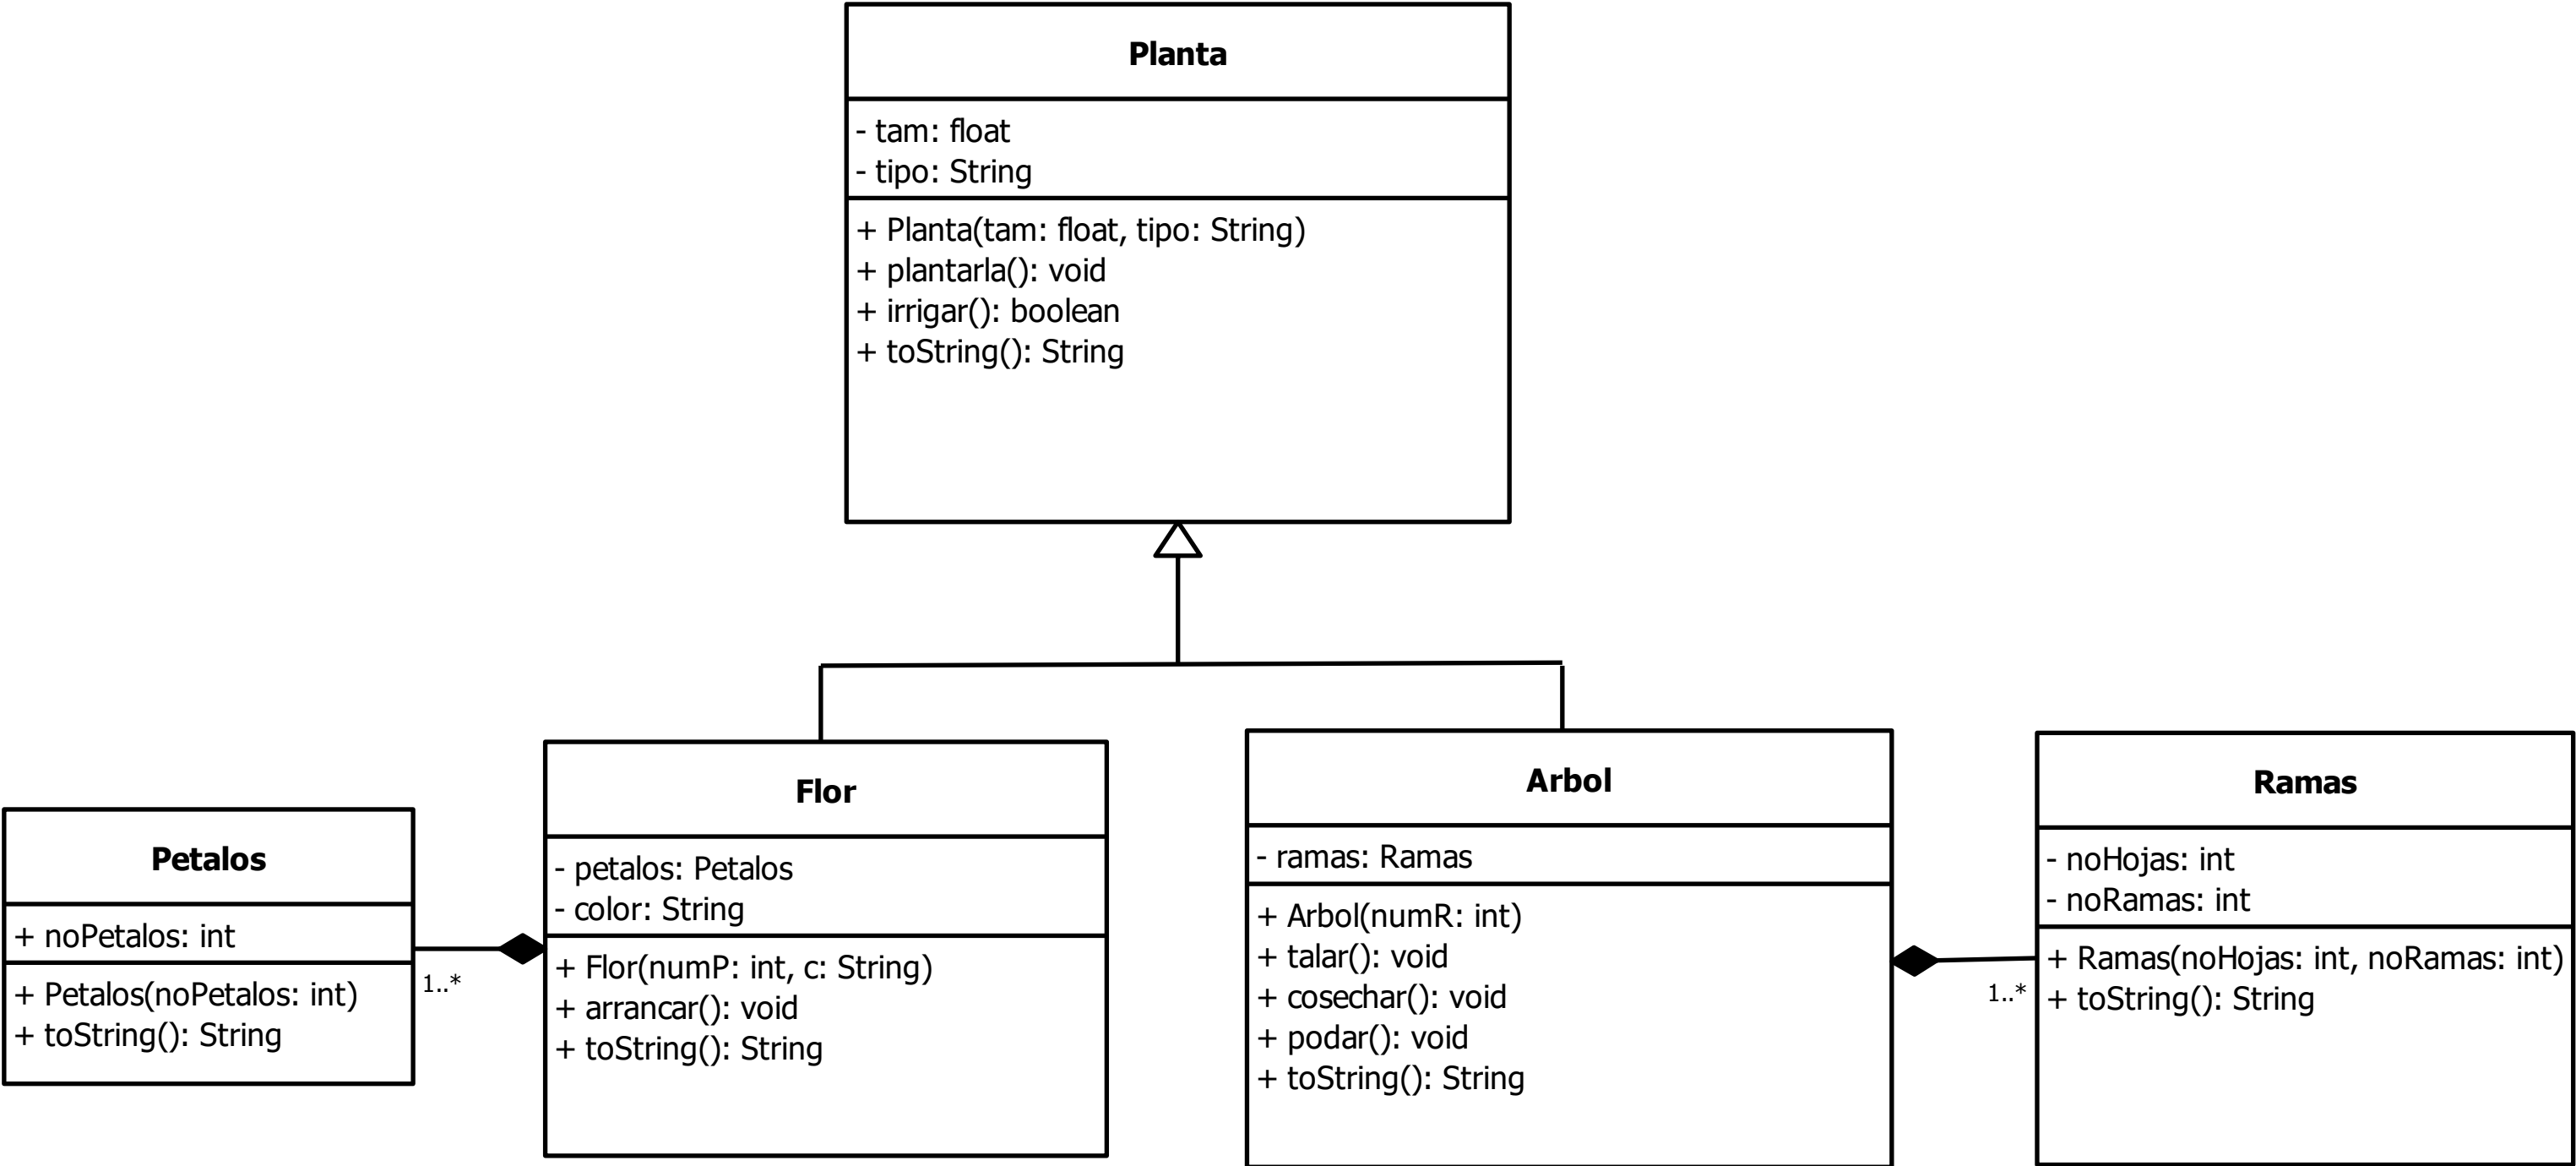 Planta
- tam: float
- tipo: String
+ Planta(tam: float, tipo: String)
+ plantarla(): void
+ irrigar(): boolean
+ toString(): String
Petalos
+ noPetalos: int
+ Petalos(noPetalos: int)
+ toString(): String
1..*
Flor
- petalos: Petalos
- color: String
+ Flor(numP: int, c: String)
+ arrancar(): void
+ toString(): String
Arbol
- ramas: Ramas
+ Arbol(numR: int)
+ talar(): void
+ cosechar(): void
+ podar(): void
+ toString(): String
1..*
Ramas
- noHojas: int
- noRamas: int
+ Ramas(noHojas: int, noRamas: int)
+ toString(): String